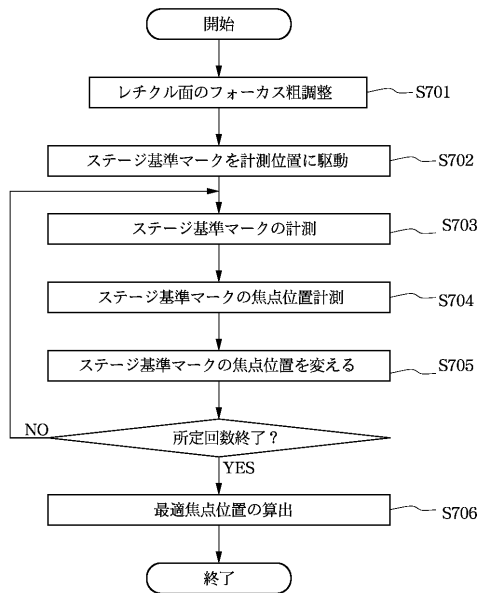 開始
レチクル面のフォーカス粗調整
S701
ステージ基準マークを計測位置に駆動
S702
ステージ基準マークの計測
S703
ステージ基準マークの焦点位置計測
S704
ステージ基準マークの焦点位置を変える
S705
所定回数終了？
NO
YES
最適焦点位置の算出
S706
終了